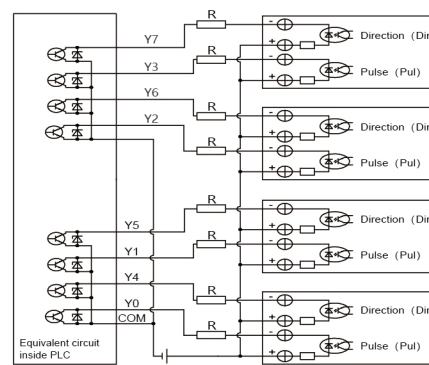 Y7 R - Direction (Dir
+
Y3 R - Pulse (Pul)
+
Y6 R - Direction (Dir
+
Y2 R - Pulse (Pul)
+
Y5 R - Direction (Dir
+
Y1 R - Pulse (Pul)
+
Y4 R - Direction (Dir
+
Y0 R - Pulse (Pul)
COM +
Equivalent circuit
inside PLC